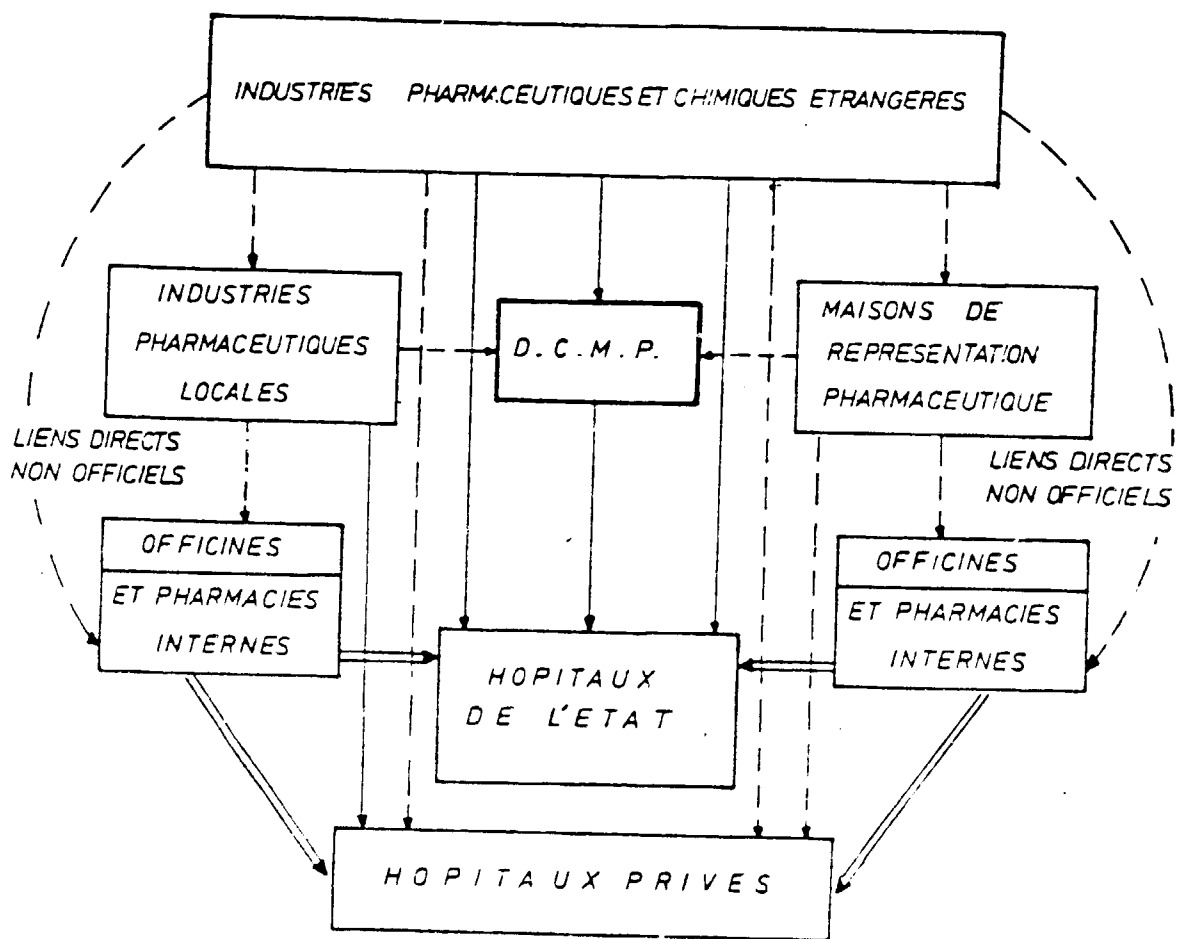 INDUSTRIES PHARMACEUTIQUES ET CHIMIQUES ETRANGERES
INDUSTRIES
PHARMACEUTIQUES
LOCALES
D.C.M.P.
MAISONS DE
REPRESENTATION
PHARMACEUTIQUE
LIENS DIRECTS
NON OFFICIELS
LIENS DIRECTS
NON OFFICIELS
OFFICINES
ET PHARMACIES
INTERNES
OFFICINES
ET PHARMACIES
INTERNES
HOPITAUX
DE L'ETAT
HOPITAUX PRIVES